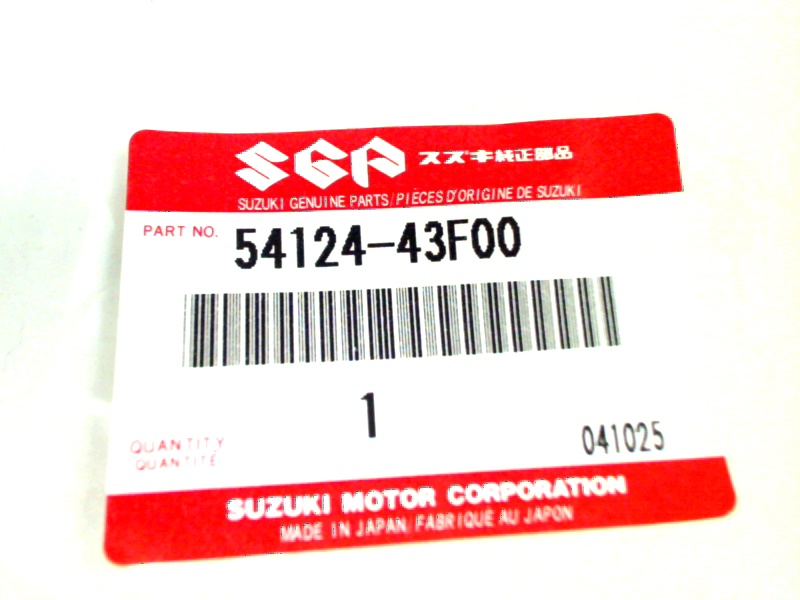 SGP スズキ純正部品
SUZUKI GENUINE PARTS/PIÈCES D'ORIGINE DE SUZUKI
PART NO. 54124-43F00
1
QUANTITY
QUANTITÉ
041025
SUZUKI MOTOR CORPORATION
MADE IN JAPAN/FABRIQUÉ AU JAPON